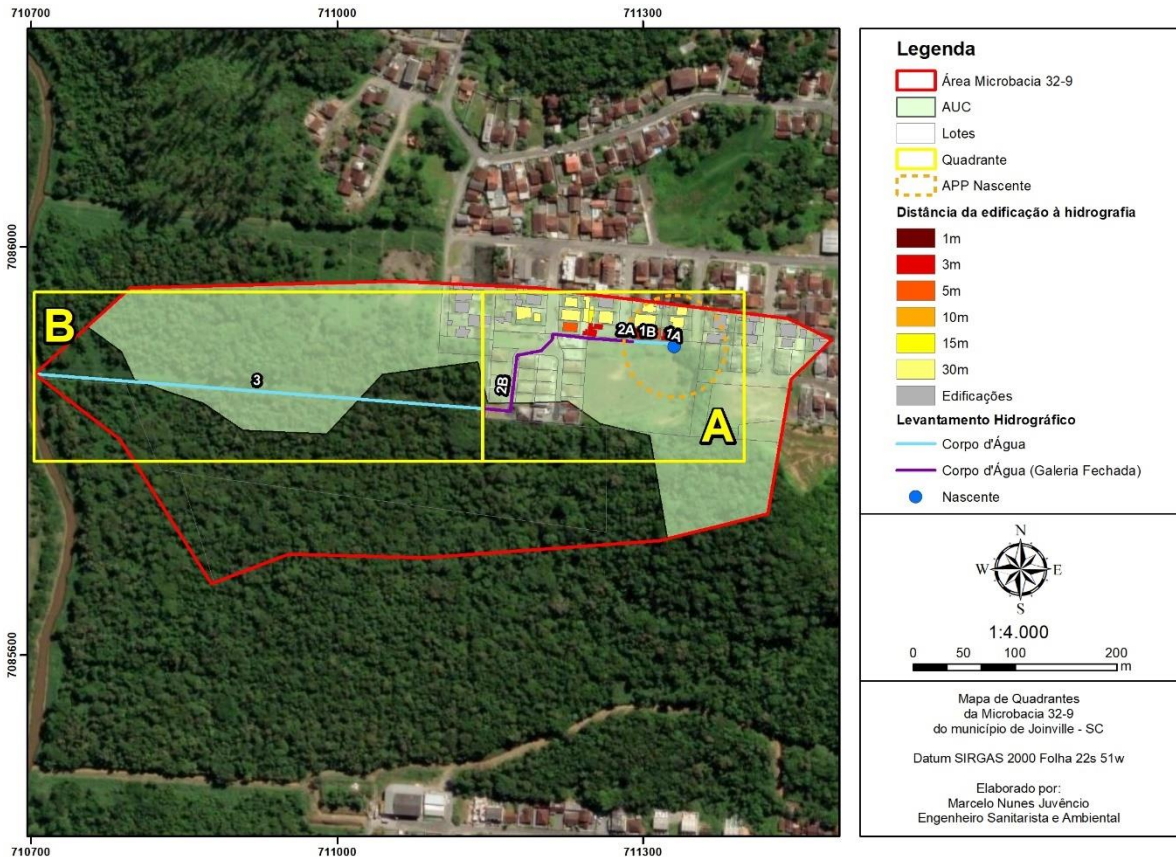 710700 711000 711300
7086000
7085600
B
3
2B
2A 1B 1A
A
710700 711000 711300
Legenda
Área Microbacia 32-9
AUC
Lotes
Quadrante
APP Nascente
Distância da edificação à hidrografia
1m
3m
5m
10m
15m
30m
Edificações
Levantamento Hidrográfico
Corpo d'Água
Corpo d'Água (Galeria Fechada)
Nascente
N
W E
S
1:4.000
0 50 100 200
m
Mapa de Quadrantes
da Microbacia 32-9
do município de Joinville - SC
Datum SIRGAS 2000 Folha 22s 51w
Elaborado por:
Marcelo Nunes Juvêncio
Engenheiro Sanitarista e Ambiental